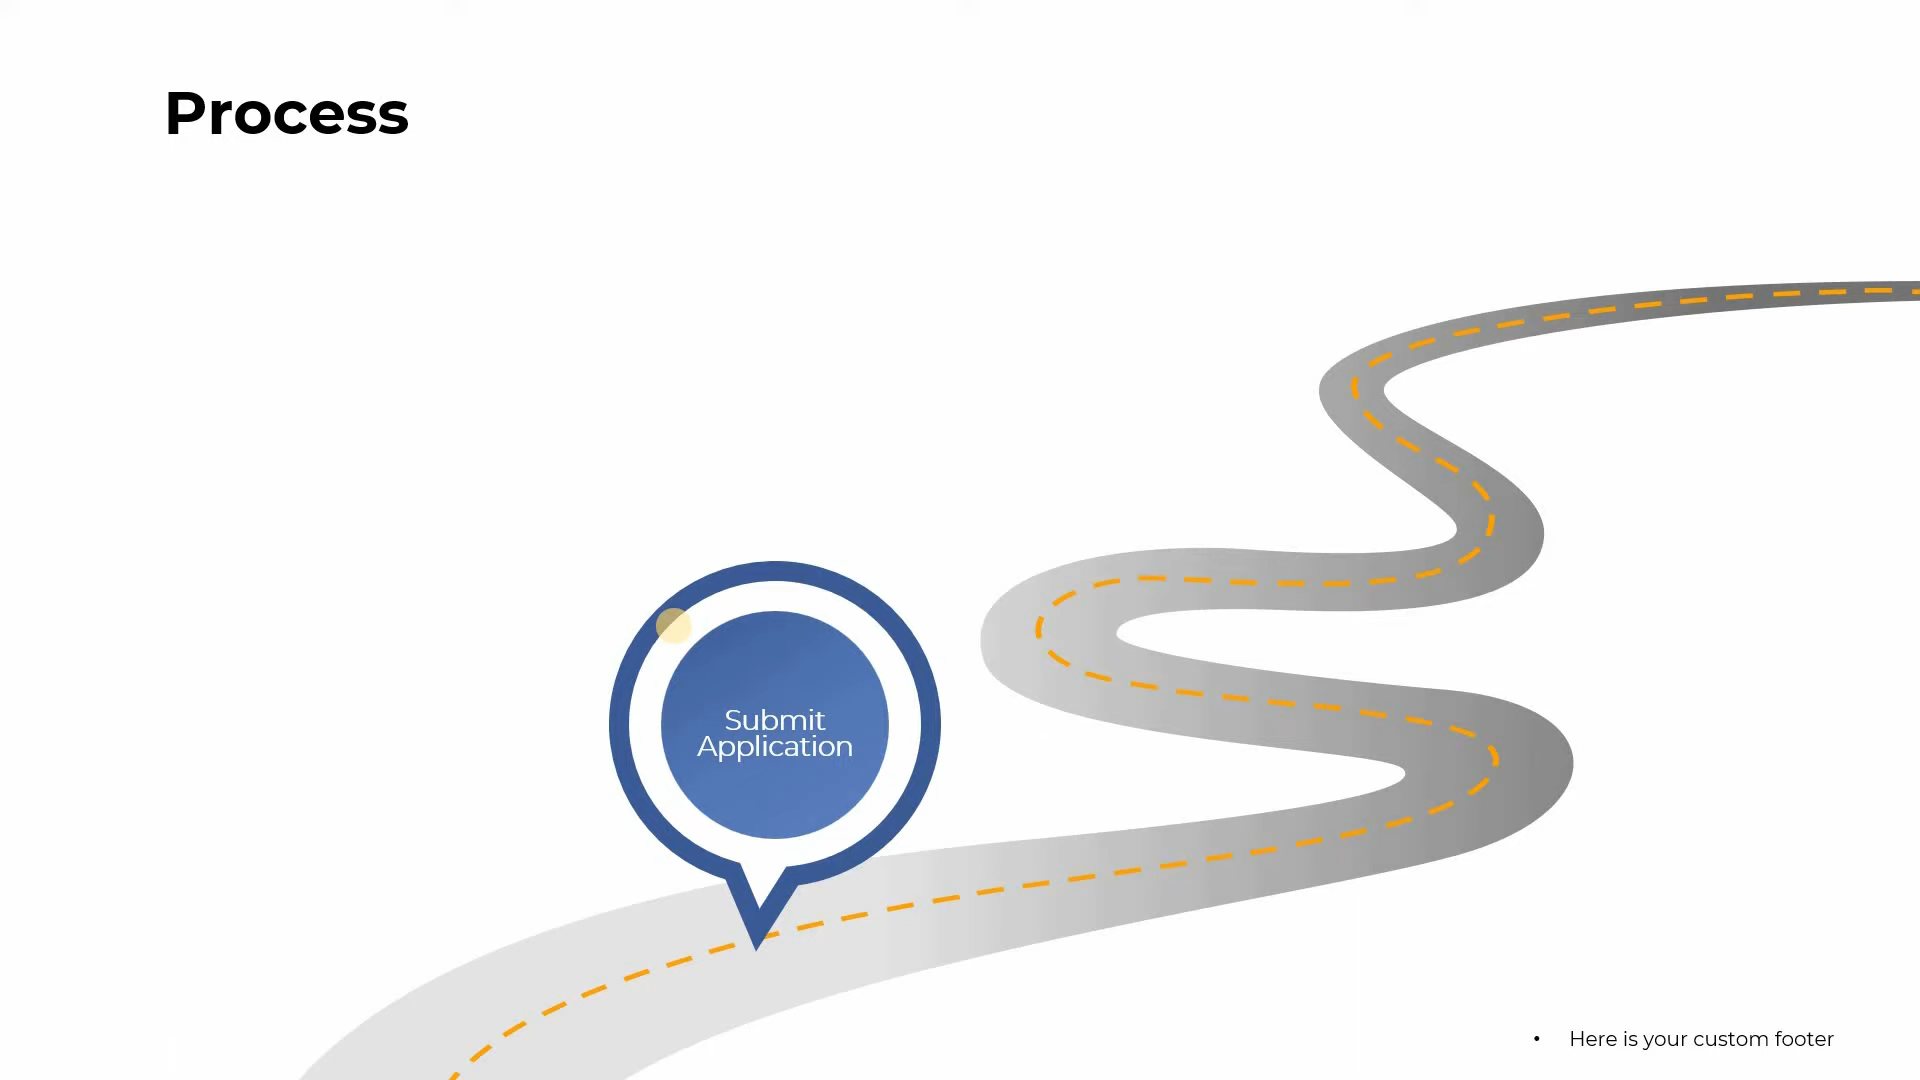 Process
Submit
Application
• Here is your custom footer